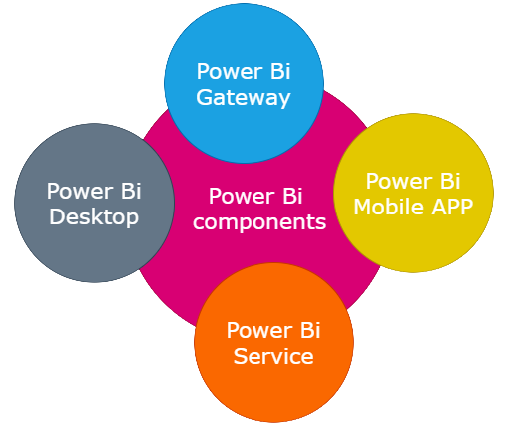 Power Bi
Gateway
Power Bi
Mobile APP
Power Bi
Desktop
Power Bi
components
Power Bi
Service